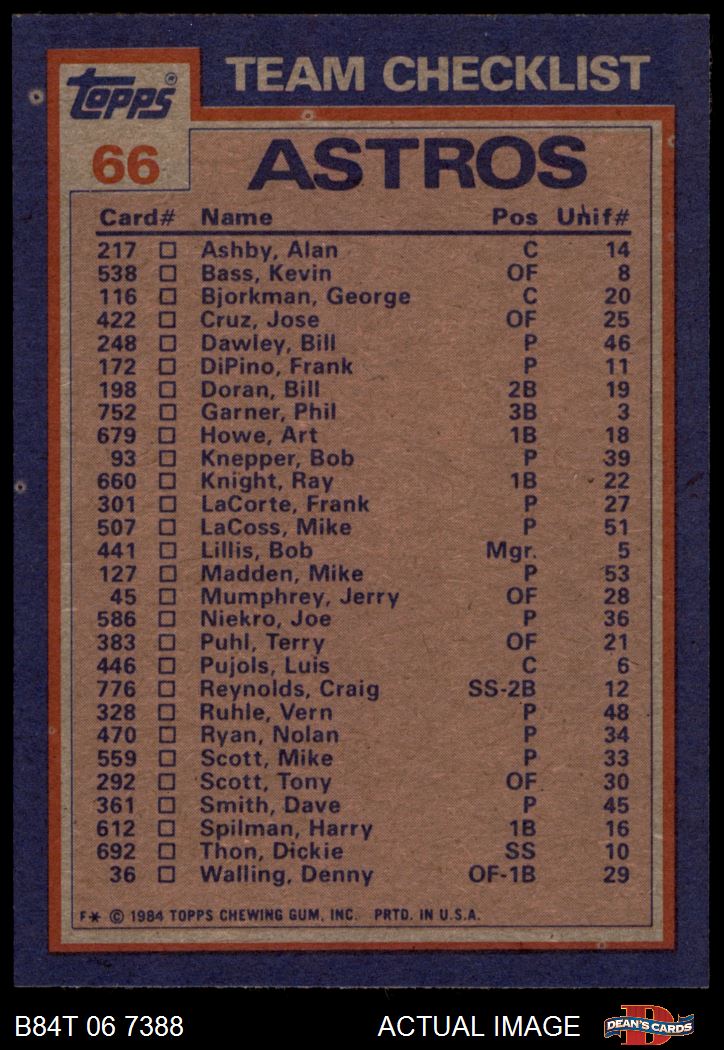 Topps®
TEAM CHECKLIST
66
ASTROS
Card# Name Pos Unif#
217 ☐ Ashby, Alan C 14
538 ☐ Bass, Kevin OF 8
116 ☐ Bjorkman, George C 20
422 ☐ Cruz, Jose OF 25
248 ☐ Dawley, Bill P 46
172 ☐ DiPino, Frank P 11
198 ☐ Doran, Bill 2B 19
752 ☐ Garner, Phil 3B 3
679 ☐ Howe, Art 1B 18
93 ☐ Knepper, Bob P 39
660 ☐ Knight, Ray 1B 22
301 ☐ LaCorte, Frank P 27
507 ☐ LaCoss, Mike P 51
441 ☐ Lillis, Bob Mgr. 5
127 ☐ Madden, Mike P 53
45 ☐ Mumphrey, Jerry OF 28
586 ☐ Niekro, Joe P 36
383 ☐ Puhl, Terry OF 21
446 ☐ Pujols, Luis C 6
776 ☐ Reynolds, Craig SS-2B 12
328 ☐ Ruhle, Vern P 48
470 ☐ Ryan, Nolan P 34
559 ☐ Scott, Mike P 33
292 ☐ Scott, Tony OF 30
361 ☐ Smith, Dave P 45
612 ☐ Spilman, Harry 1B 16
692 ☐ Thon, Dickie SS 10
36 ☐ Walling, Denny OF-1B 29
F* © 1984 TOPPS CHEWING GUM, INC. PRTD. IN U.S.A.
B84T 06 7388 ACTUAL IMAGE
D
DEAN'S CARDS